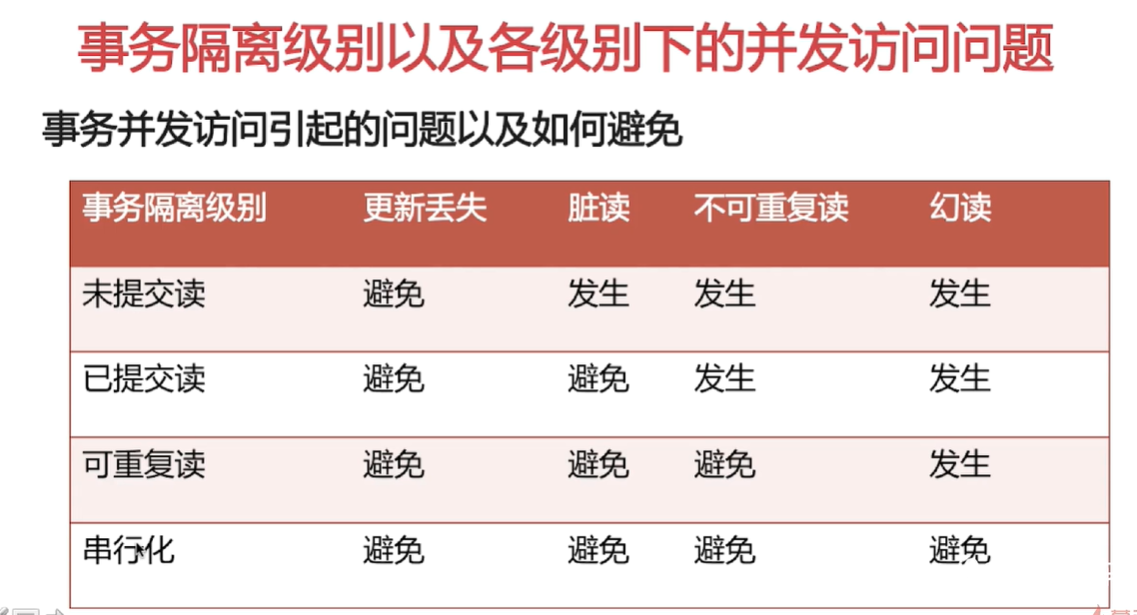 事务隔离级别以及各级别下的并发访问问题
事务并发访问引起的问题以及如何避免
事务隔离级别 更新丢失 脏读 不可重复读 幻读
未提交读 避免 发生 发生 发生
已提交读 避免 避免 发生 发生
可重复读 避免 避免 避免 发生
串行化 避免 避免 避免 避免